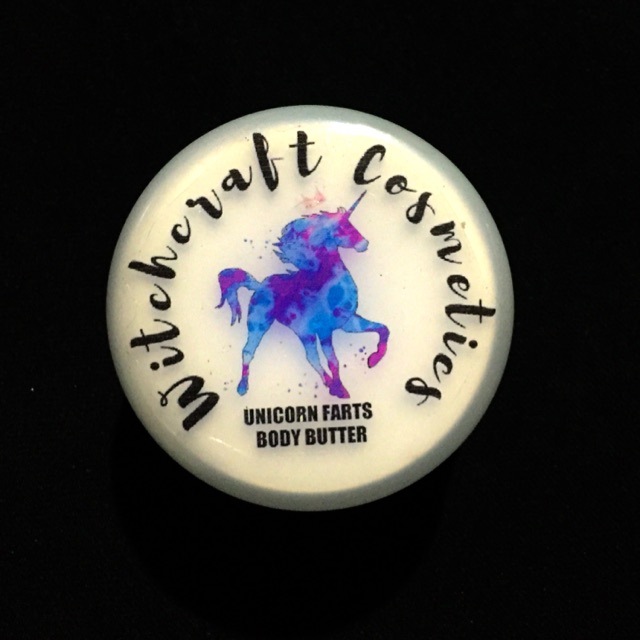 Witchcraft Cosmetics
UNICORN FARTS
BODY BUTTER